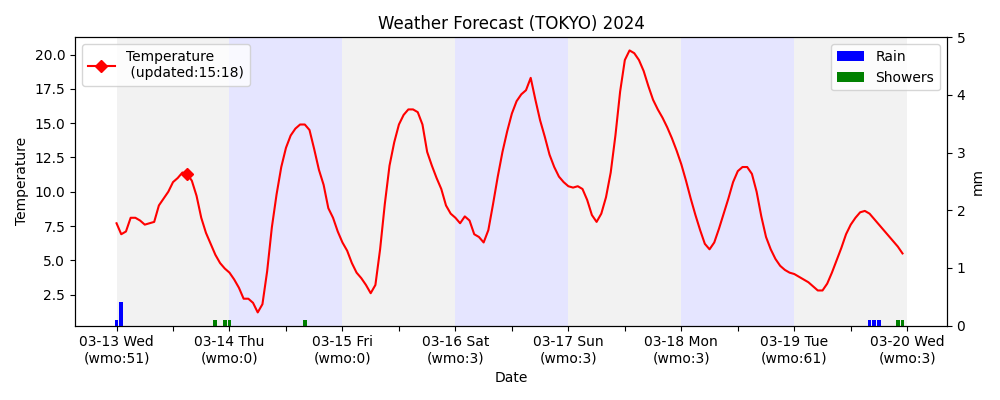 Weather Forecast (TOKYO) 2024
Temperature
(updated:15:18)
Rain
Showers
20.0
17.5
15.0
12.5
10.0
7.5
5.0
2.5
Temperature
5
4
3
2
1
0
mm
03-13 Wed 03-14 Thu 03-15 Fri 03-16 Sat 03-17 Sun 03-18 Mon 03-19 Tue 03-20 Wed
(wmo:51) (wmo:0) (wmo:0) (wmo:3) (wmo:3) (wmo:3) (wmo:61) (wmo:3)
Date